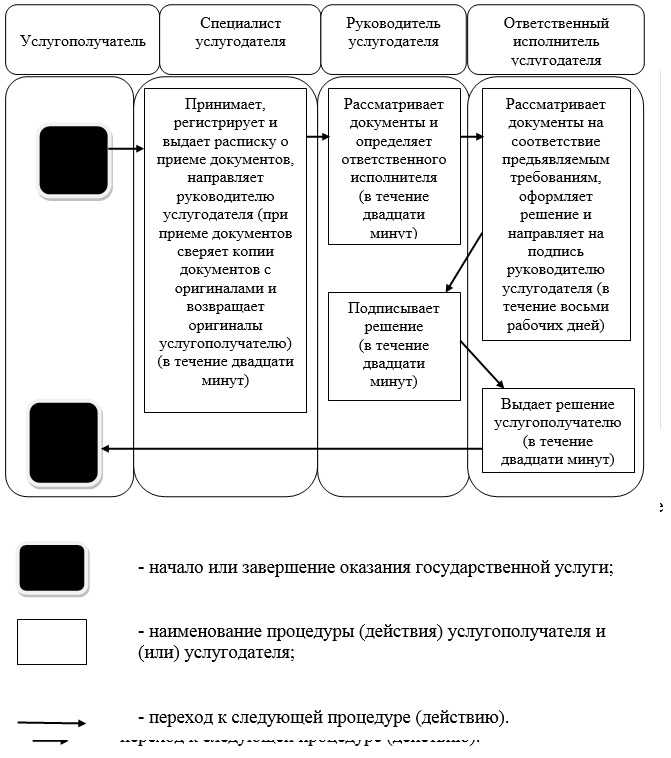 Услугополучатель
Специалист
услугодателя
Руководитель
услугодателя
Ответственный
исполнитель
услугодателя
Принимает,
регистрирует и
выдает расписку о
приеме документов,
направляет
руководителю
услугодателя (при
приеме документов
сверяет копии
документов с
оригиналами и
возвращает
оригиналы
услугополучателю)
(в течение двадцати
минут)
Рассматривает
документы и
определяет
ответственного
исполнителя
(в течение
двадцати
минут)
Рассматривает
документы на
соответствие
предъявляемым
требованиям,
оформляет
решение и
направляет на
подпись
руководителю
услугодателя (в
течение восьми
рабочих дней)
Подписывает
решение
(в течение
двадцати
минут)
Выдает решение
услугополучателю
(в течение
двадцати минут)
е
- начало или завершение оказания государственной услуги;
- наименование процедуры (действия) услугополучателя и
(или) услугодателя;
- переход к следующей процедуре (действию).
переход к следующей процедуре (действию).